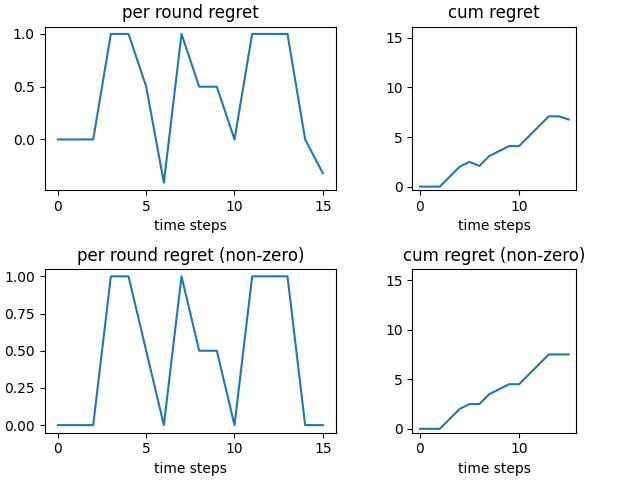 per round regret
1.0
0.5
0.0
0 5 10 15
time steps
cum regret
15
10
5
0
0 10
time steps
per round regret (non-zero)
1.00
0.75
0.50
0.25
0.00
0 5 10 15
time steps
cum regret (non-zero)
15
10
5
0
0 10
time steps